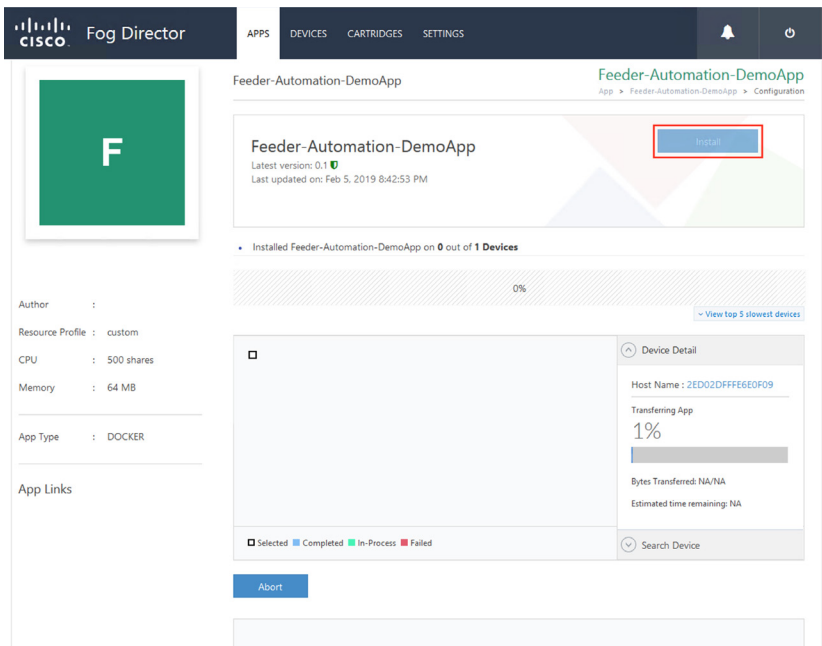 CISCO Fog Director
APPS DEVICES CARTRIDGES SETTINGS
F
Feeder-Automation-DemoApp
Feeder-Automation-DemoApp
App > Feeder-Automation-DemoApp > Configuration
Feeder-Automation-DemoApp
Latest version: 0.1
Last updated on: Feb 5, 2019 8:42:53 PM
Install
• Installed Feeder-Automation-DemoApp on 0 out of 1 Devices
0%
View top 5 slowest devices
Author :
Resource Profile : custom
CPU : 500 shares
Memory : 64 MB
App Type : DOCKER
App Links
Device Detail
Host Name : 2ED02DFFFE6E0F09
Transferring App
1%
Bytes Transferred: NA/NA
Estimated time remaining: NA
Selected Completed In-Process Failed
Search Device
Abort